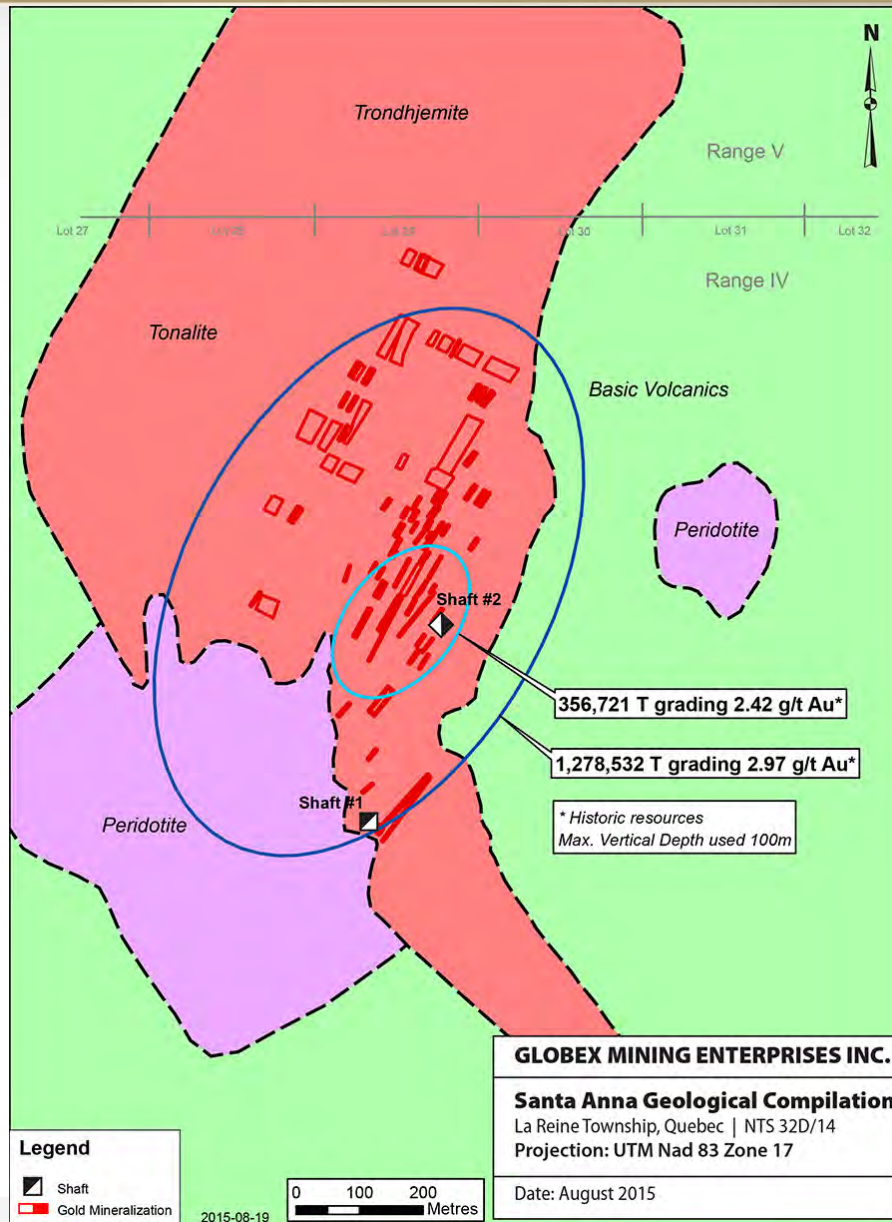 N
Trondhjemite
Range V
Lot 27
Lot 29
Lot 30
Lot 31
Lot 32
Range IV
Tonalite
Basic Volcanics
Peridotite
Shaft #2
356,721 T grading 2.42 g/t Au*
1,278,532 T grading 2.97 g/t Au*
Shaft #1
* Historic resources
Max. Vertical Depth used 100m
Peridotite
GLOBEX MINING ENTERPRISES INC.
Santa Anna Geological Compilation
La Reine Township, Quebec | NTS 32D/14
Projection: UTM Nad 83 Zone 17
Date: August 2015
Legend
Shaft
Gold Mineralization
2015-08-19
0 100 200
Metres